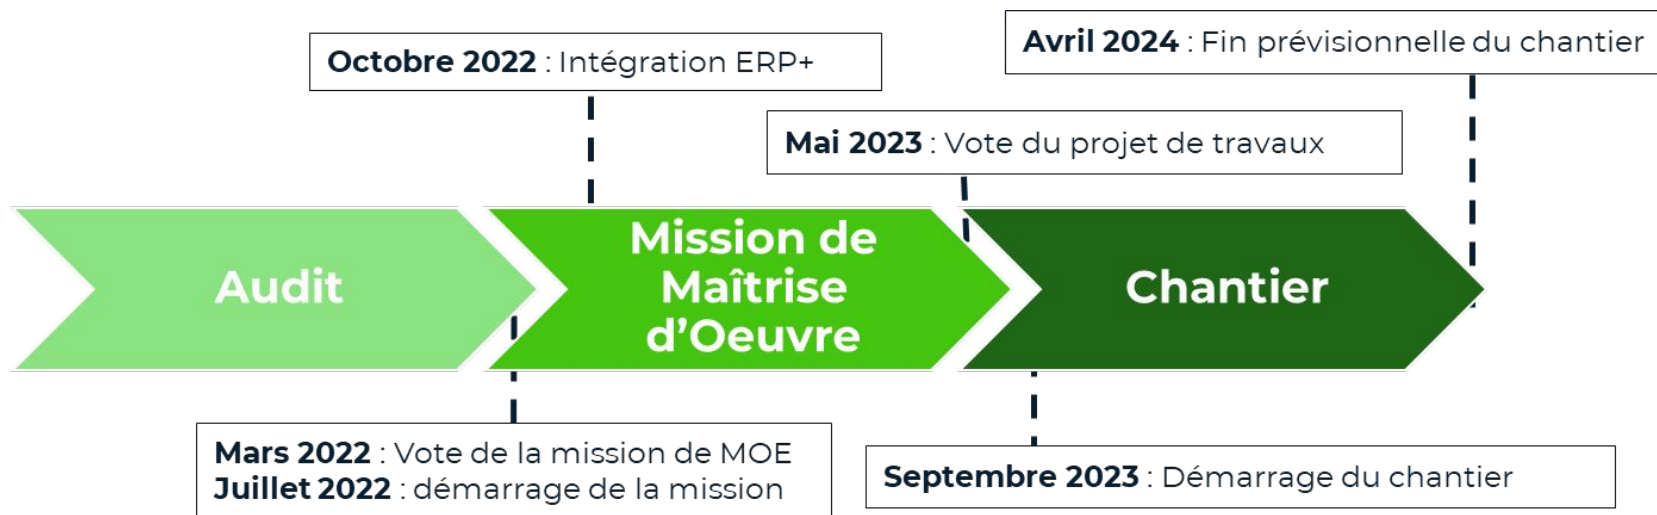 Avril 2024 : Fin prévisionnelle du chantier
Octobre 2022 : Intégration ERP+
Mai 2023 : Vote du projet de travaux
Audit
Mission de
Maîtrise
d'Oeuvre
Chantier
Mars 2022 : Vote de la mission de MOE
Juillet 2022 : démarrage de la mission
Septembre 2023 : Démarrage du chantier